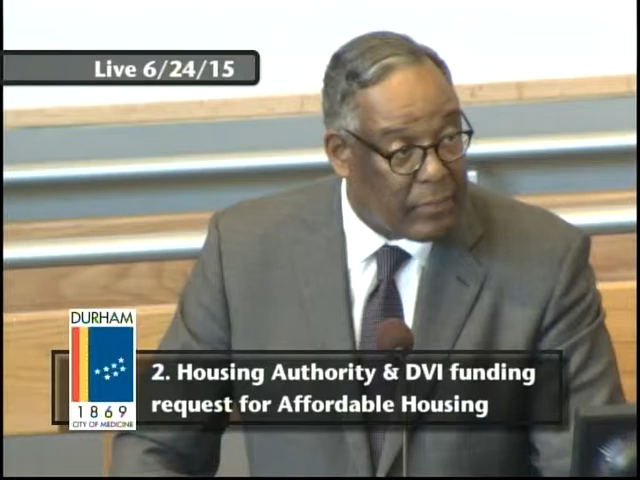 Live 6/24/15
DURHAM
1869
CITY OF MEDICINE
2. Housing Authority & DVI funding
request for Affordable Housing